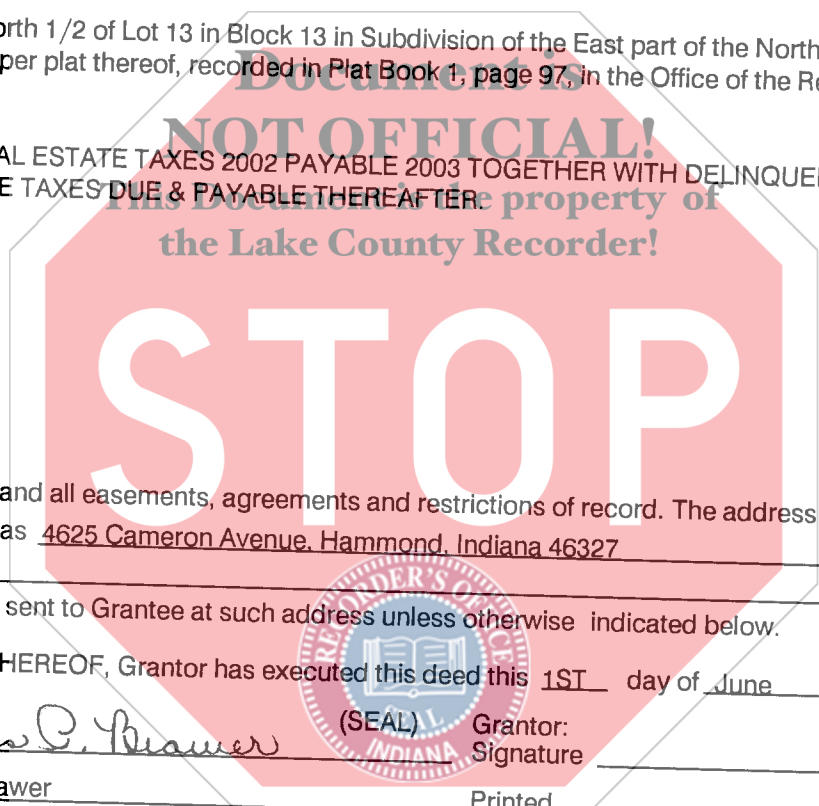 orth 1/2 of Lot 13 in Block 13 in Subdivision of the East part of the North
per plat thereof, recorded in Plat Book 1, page 97, in the Office of the Re
Document is
NOT OFFICIAL!
AL ESTATE TAXES 2002 PAYABLE 2003 TOGETHER WITH DELINQUE
E TAXES DUE & PAYABLE THEREAFTER.
This Document is the property of
the Lake County Recorder!
STOP
and all easements, agreements and restrictions of record. The address
as 4625 Cameron Avenue, Hammond, Indiana 46327
sent to Grantee at such address unless otherwise indicated below.
HEREOF, Grantor has executed this deed this 1ST day of June
RECORDER'S OFFICE
SEAL
INDIANA
(SEAL) Grantor:
Signature
awer
Printed